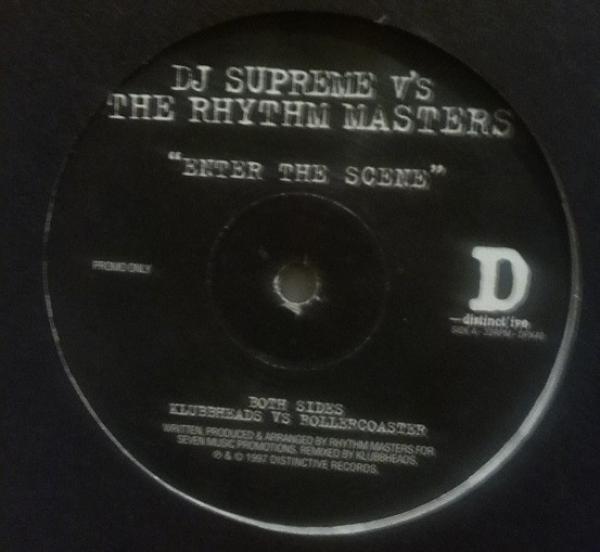 DJ SUPREME V'S
THE RHYTHM MASTERS
"ENTER THE SCENE"
PROMO ONLY
D
distinct'ive
BOTH SIDES
KLUBBHEADS VS ROLLERCOASTER
WRITTEN, PRODUCED & ARRANGED BY RHYTHM MASTERS FOR
SEVEN MUSIC PROMOTIONS. REMIXED BY KLUBBHEADS.
℗ & © 1997 DISTINCTIVE RECORDS.